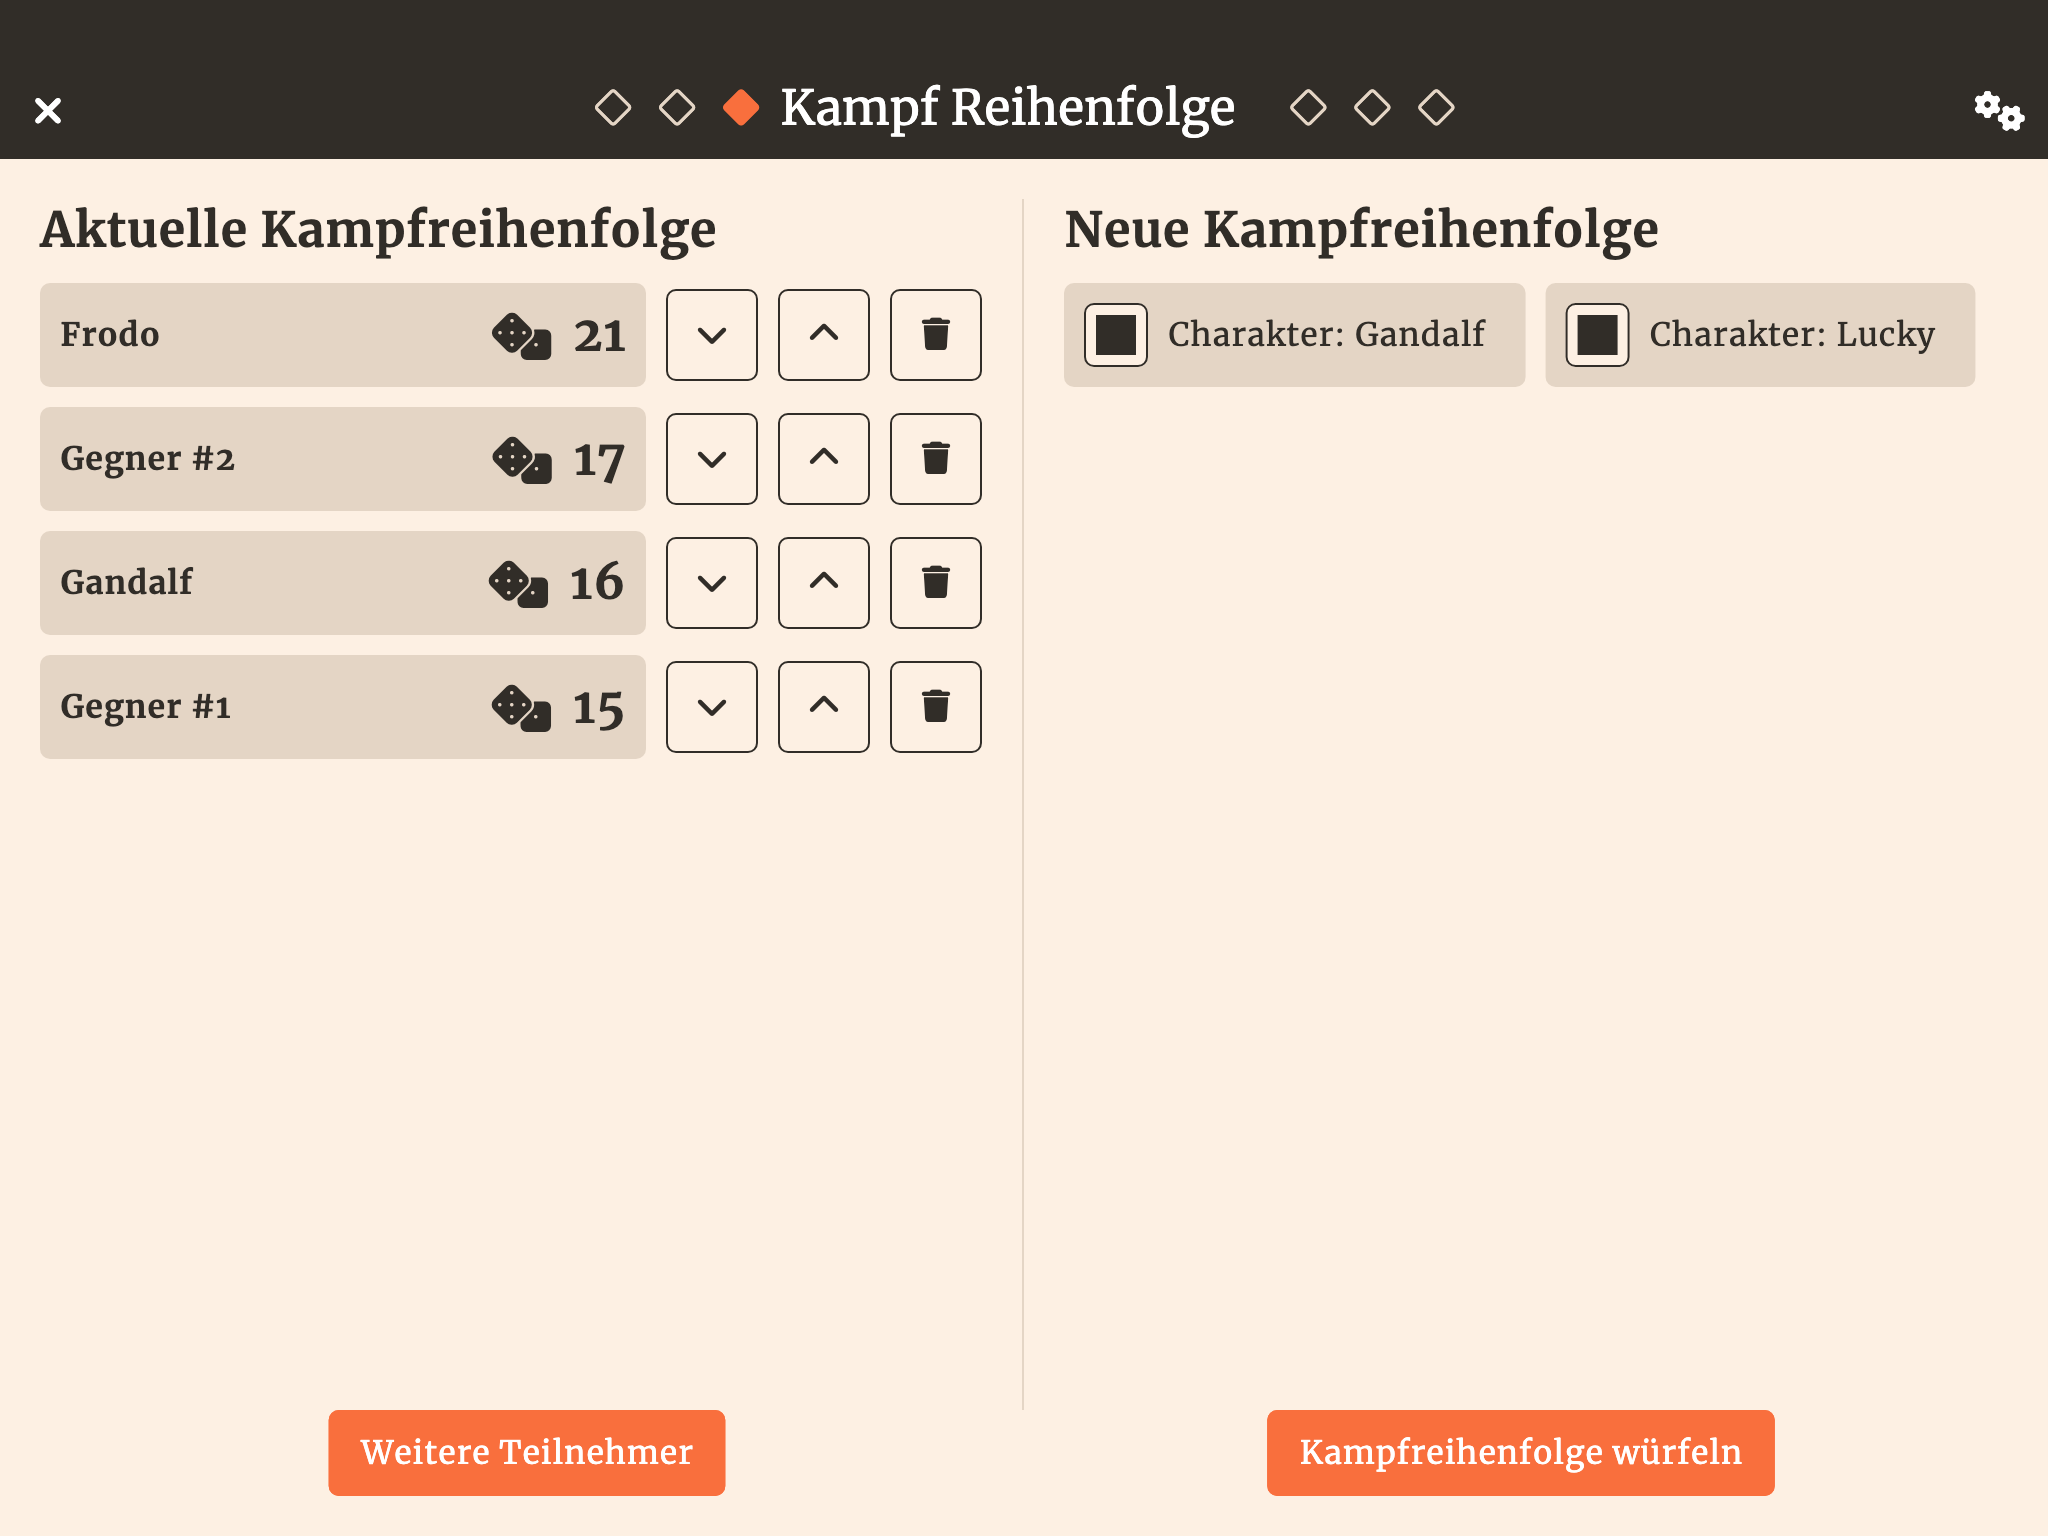 Kampf Reihenfolge
Aktuelle Kampfreihenfolge
Frodo 21
Gegner #2 17
Gandalf 16
Gegner #1 15
Weitere Teilnehmer
Neue Kampfreihenfolge
Charakter: Gandalf
Charakter: Lucky
Kampfreihenfolge würfeln